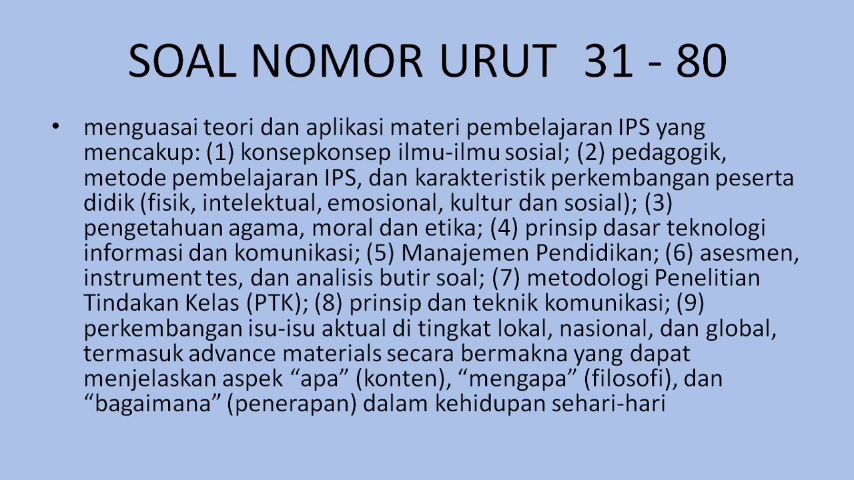 SOAL NOMOR URUT 31 - 80
• menguasai teori dan aplikasi materi pembelajaran IPS yang
mencakup: (1) konsepkonsep ilmu-ilmu sosial; (2) pedagogik,
metode pembelajaran IPS, dan karakteristik perkembangan peserta
didik (fisik, intelektual, emosional, kultur dan sosial); (3)
pengetahuan agama, moral dan etika; (4) prinsip dasar teknologi
informasi dan komunikasi; (5) Manajemen Pendidikan; (6) asesmen,
instrument tes, dan analisis butir soal; (7) metodologi Penelitian
Tindakan Kelas (PTK); (8) prinsip dan teknik komunikasi; (9)
perkembangan isu-isu aktual di tingkat lokal, nasional, dan global,
termasuk advance materials secara bermakna yang dapat
menjelaskan aspek “apa” (konten), “mengapa” (filosofi), dan
“bagaimana” (penerapan) dalam kehidupan sehari-hari